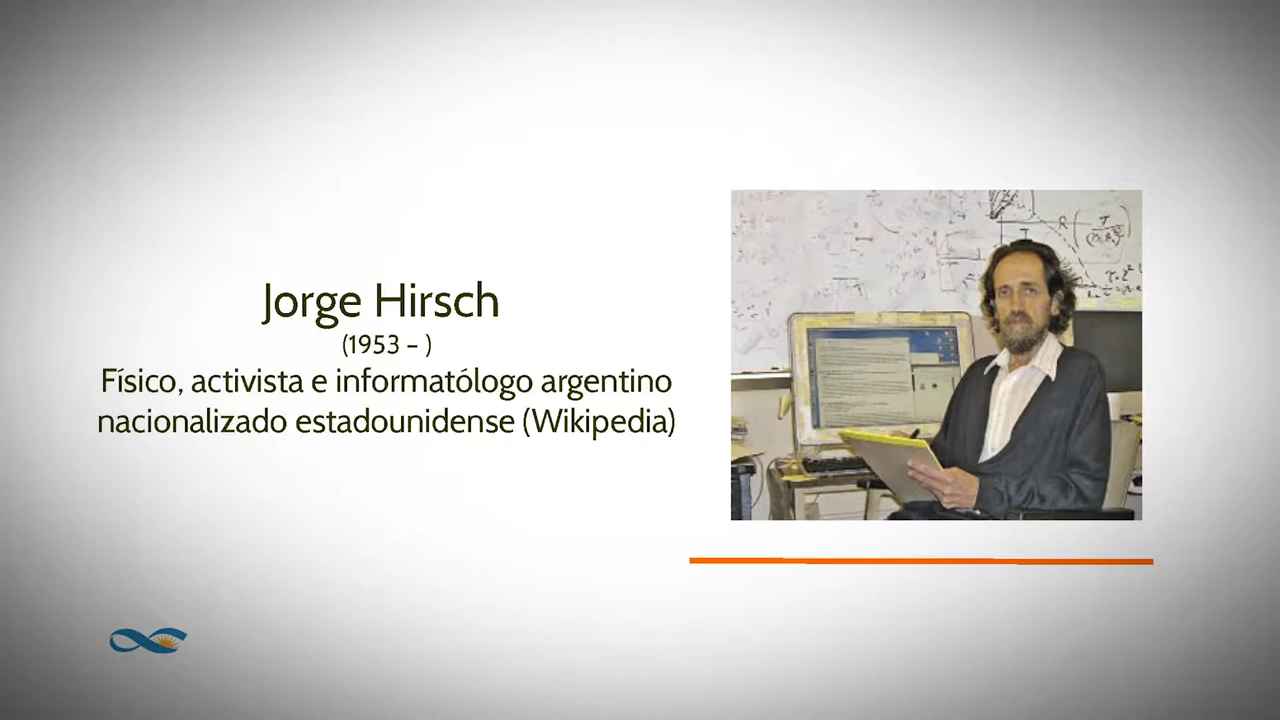 Jorge Hirsch
(1953 – )
Físico, activista e informatólogo argentino
nacionalizado estadounidense (Wikipedia)